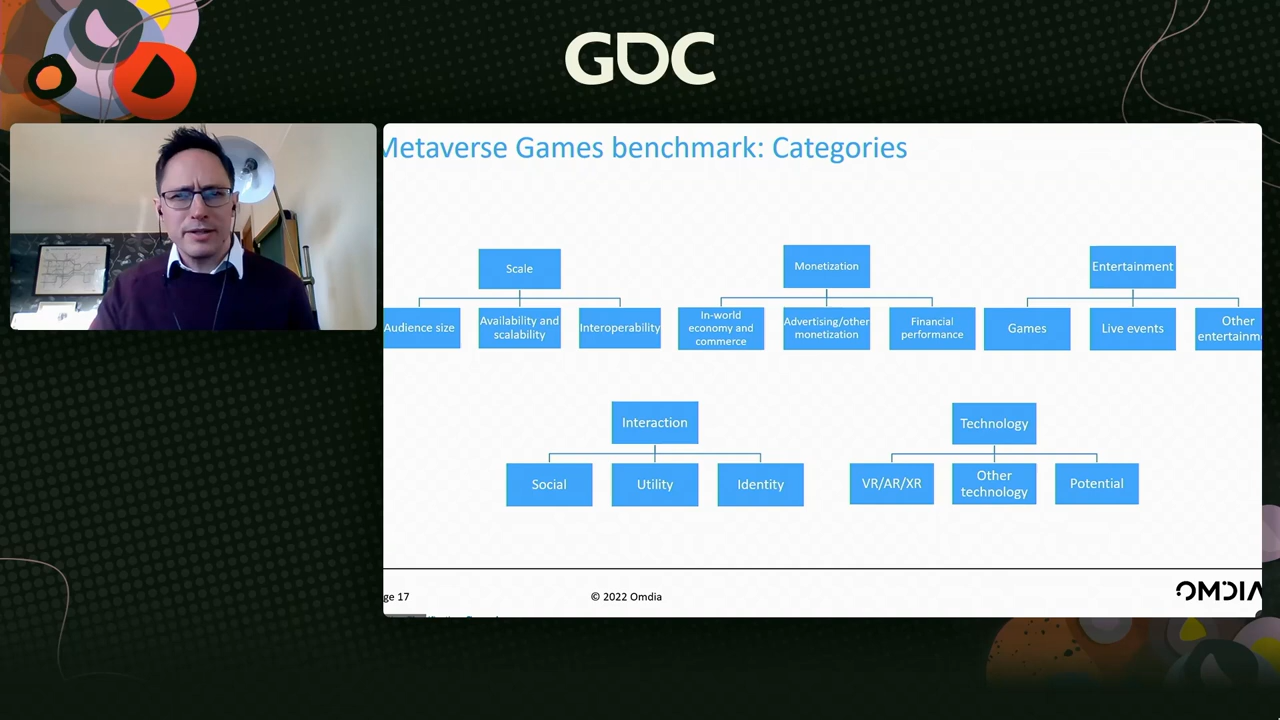 GDC
Metaverse Games benchmark: Categories
Scale
Audience size
Availability and
scalability
Interoperability
Monetization
In-world
economy and
commerce
Advertising/other
monetization
Financial
performance
Entertainment
Games
Live events
Other
entertainm
Interaction
Social
Utility
Identity
Technology
VR/AR/XR
Other
technology
Potential
ge 17
© 2022 Omdia
OMDIA